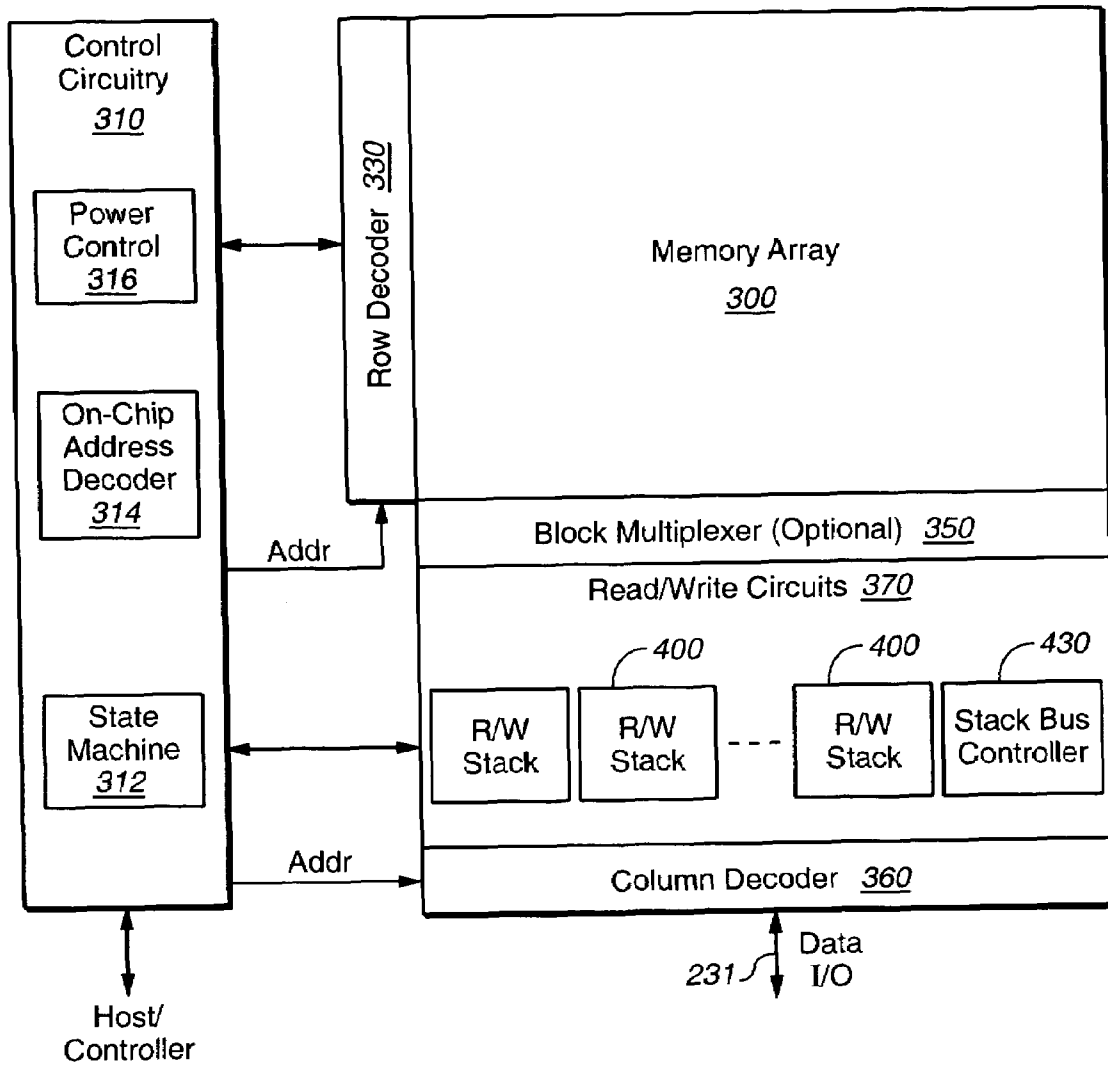 Control
Circuitry
310
Power
Control
316
On-Chip
Address
Decoder
314
State
Machine
312
Host/
Controller
Addr
Addr
Row Decoder 330
Memory Array
300
Block Multiplexer (Optional) 350
Read/Write Circuits 370
400
400
430
R/W
Stack
R/W
Stack
R/W
Stack
Stack Bus
Controller
Column Decoder 360
231
Data
I/O